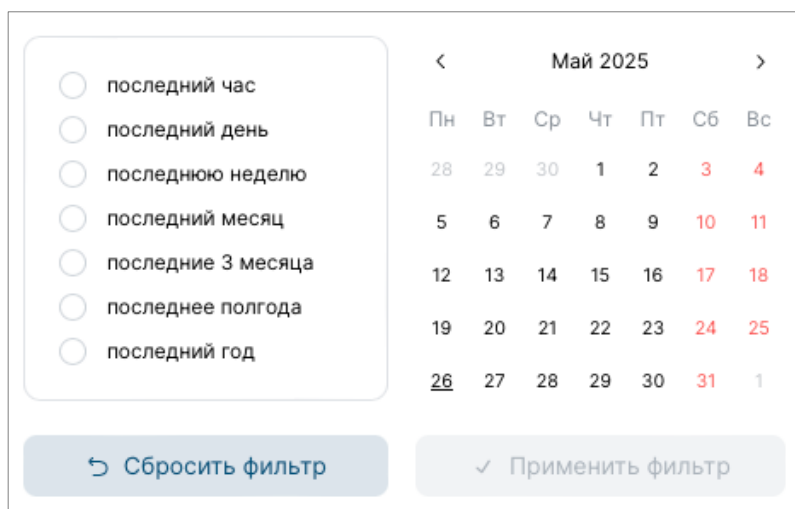 последний час
последний день
последнюю неделю
последний месяц
последние 3 месяца
последнее полгода
последний год
Май 2025
Пн Вт Ср Чт Пт Сб Вс
28 29 30 1 2 3 4
5 6 7 8 9 10 11
12 13 14 15 16 17 18
19 20 21 22 23 24 25
26 27 28 29 30 31 1
Сбросить фильтр
Применить фильтр